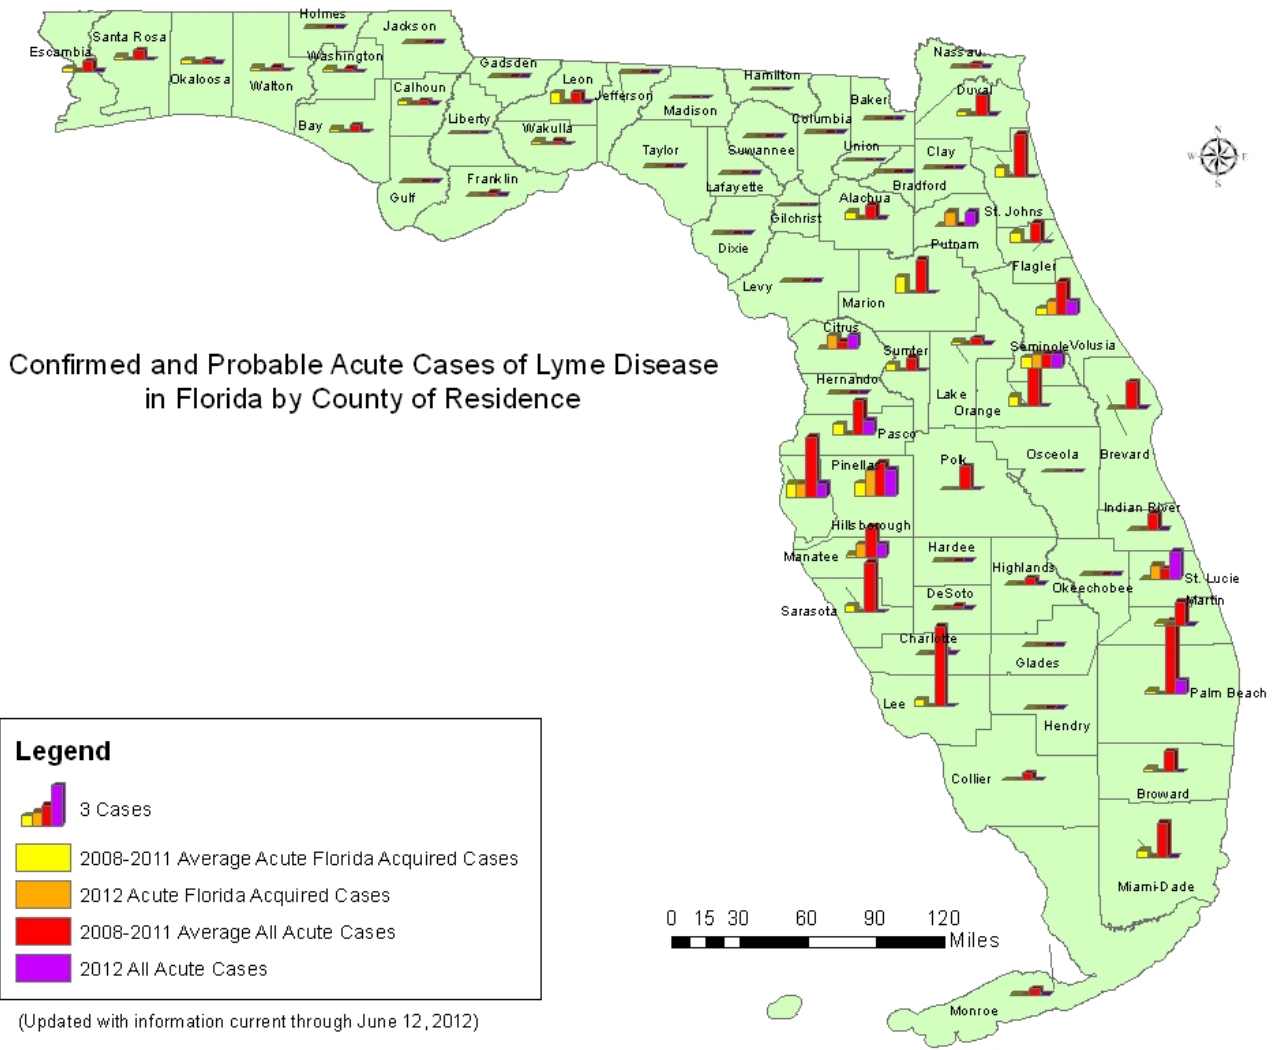 Holmes
Jackson
Santa Rosa
Escambia
Washington
Okaloosa
Walton
Gadsden
Leon
Jefferson
Calhoun
Bay
Liberty
Wakulla
Madison
Hamilton
Nassau
Duval
Baker
Columbia
Suwannee
Union
Clay
Taylor
Lafayette
Bradford
Franklin
Gulf
Alachua
Gilchrist
St. Johns
Putnam
Dixie
Flagler
Levy
Marion
Citrus
Sumter
Seminole
Volusia
Confirmed and Probable Acute Cases of Lyme Disease
in Florida by County of Residence
Hernando
Lake
Orange
Pasco
Pinellas
Polk
Osceola
Brevard
Indian River
Hillsborough
Manatee
Hardee
Highlands
Okeechobee
St. Lucie
DeSoto
Martin
Sarasota
Charlotte
Glades
Lee
Palm Beach
Hendry
Collier
Broward
Miami-Dade
Monroe
N
W
E
S
0 15 30 60 90 120
Miles
Legend
3 Cases
2008-2011 Average Acute Florida Acquired Cases
2012 Acute Florida Acquired Cases
2008-2011 Average All Acute Cases
2012 All Acute Cases
(Updated with information current through June 12, 2012)